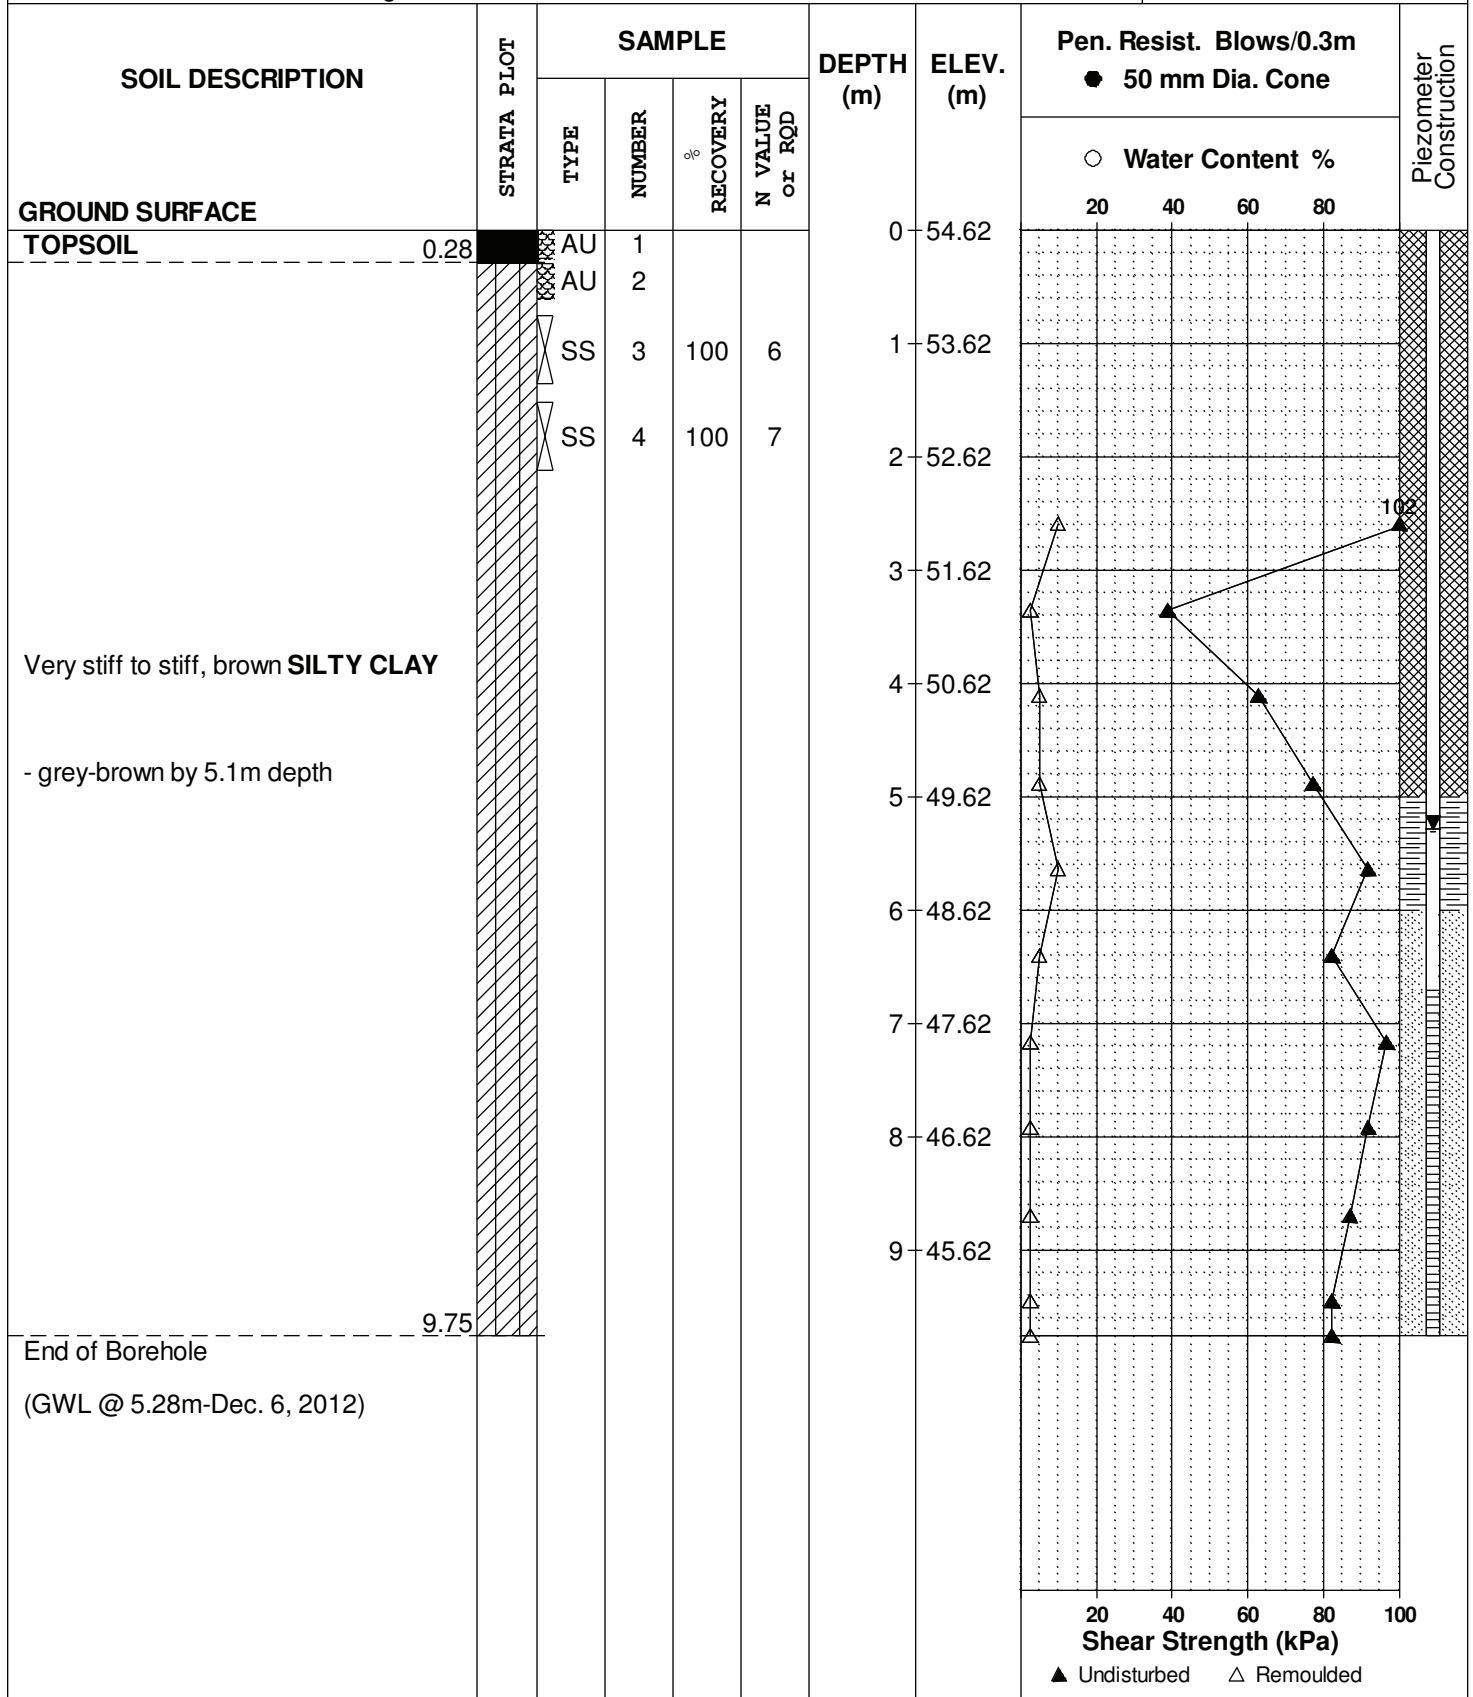 SOIL DESCRIPTION
GROUND SURFACE
STRATA PLOT
SAMPLE
TYPE
NUMBER
%
RECOVERY
N VALUE
or RQD
DEPTH
(m)
ELEV.
(m)
Pen. Resist. Blows/0.3m
● 50 mm Dia. Cone
○ Water Content %
20 40 60 80
Piezometer
Construction
TOPSOIL 0.28
AU 1
AU 2
SS 3 100 6
SS 4 100 7
0 54.62
1 53.62
2 52.62
3 51.62
4 50.62
5 49.62
6 48.62
7 47.62
8 46.62
9 45.62
102
Very stiff to stiff, brown SILTY CLAY
- grey-brown by 5.1m depth
9.75
End of Borehole
(GWL @ 5.28m-Dec. 6, 2012)
20 40 60 80 100
Shear Strength (kPa)
▲ Undisturbed △ Remoulded